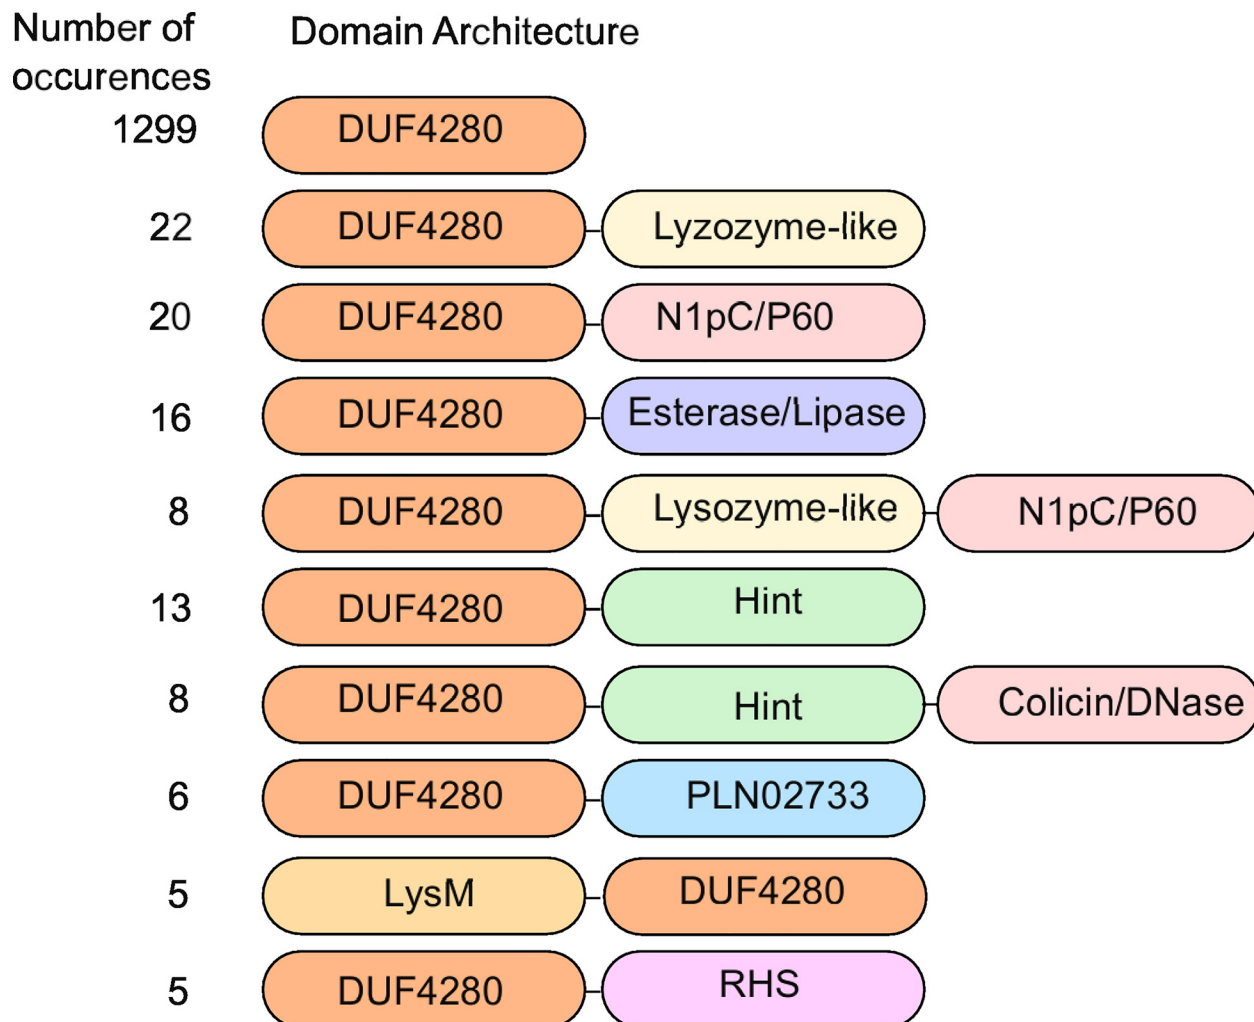 Number of Domain Architecture
occurences
1299 DUF4280
22 DUF4280 Lyzozyme-like
20 DUF4280 N1pC/P60
16 DUF4280 Esterase/Lipase
8 DUF4280 Lysozyme-like N1pC/P60
13 DUF4280 Hint
8 DUF4280 Hint Colicin/DNase
6 DUF4280 PLN02733
5 LysM DUF4280
5 DUF4280 RHS